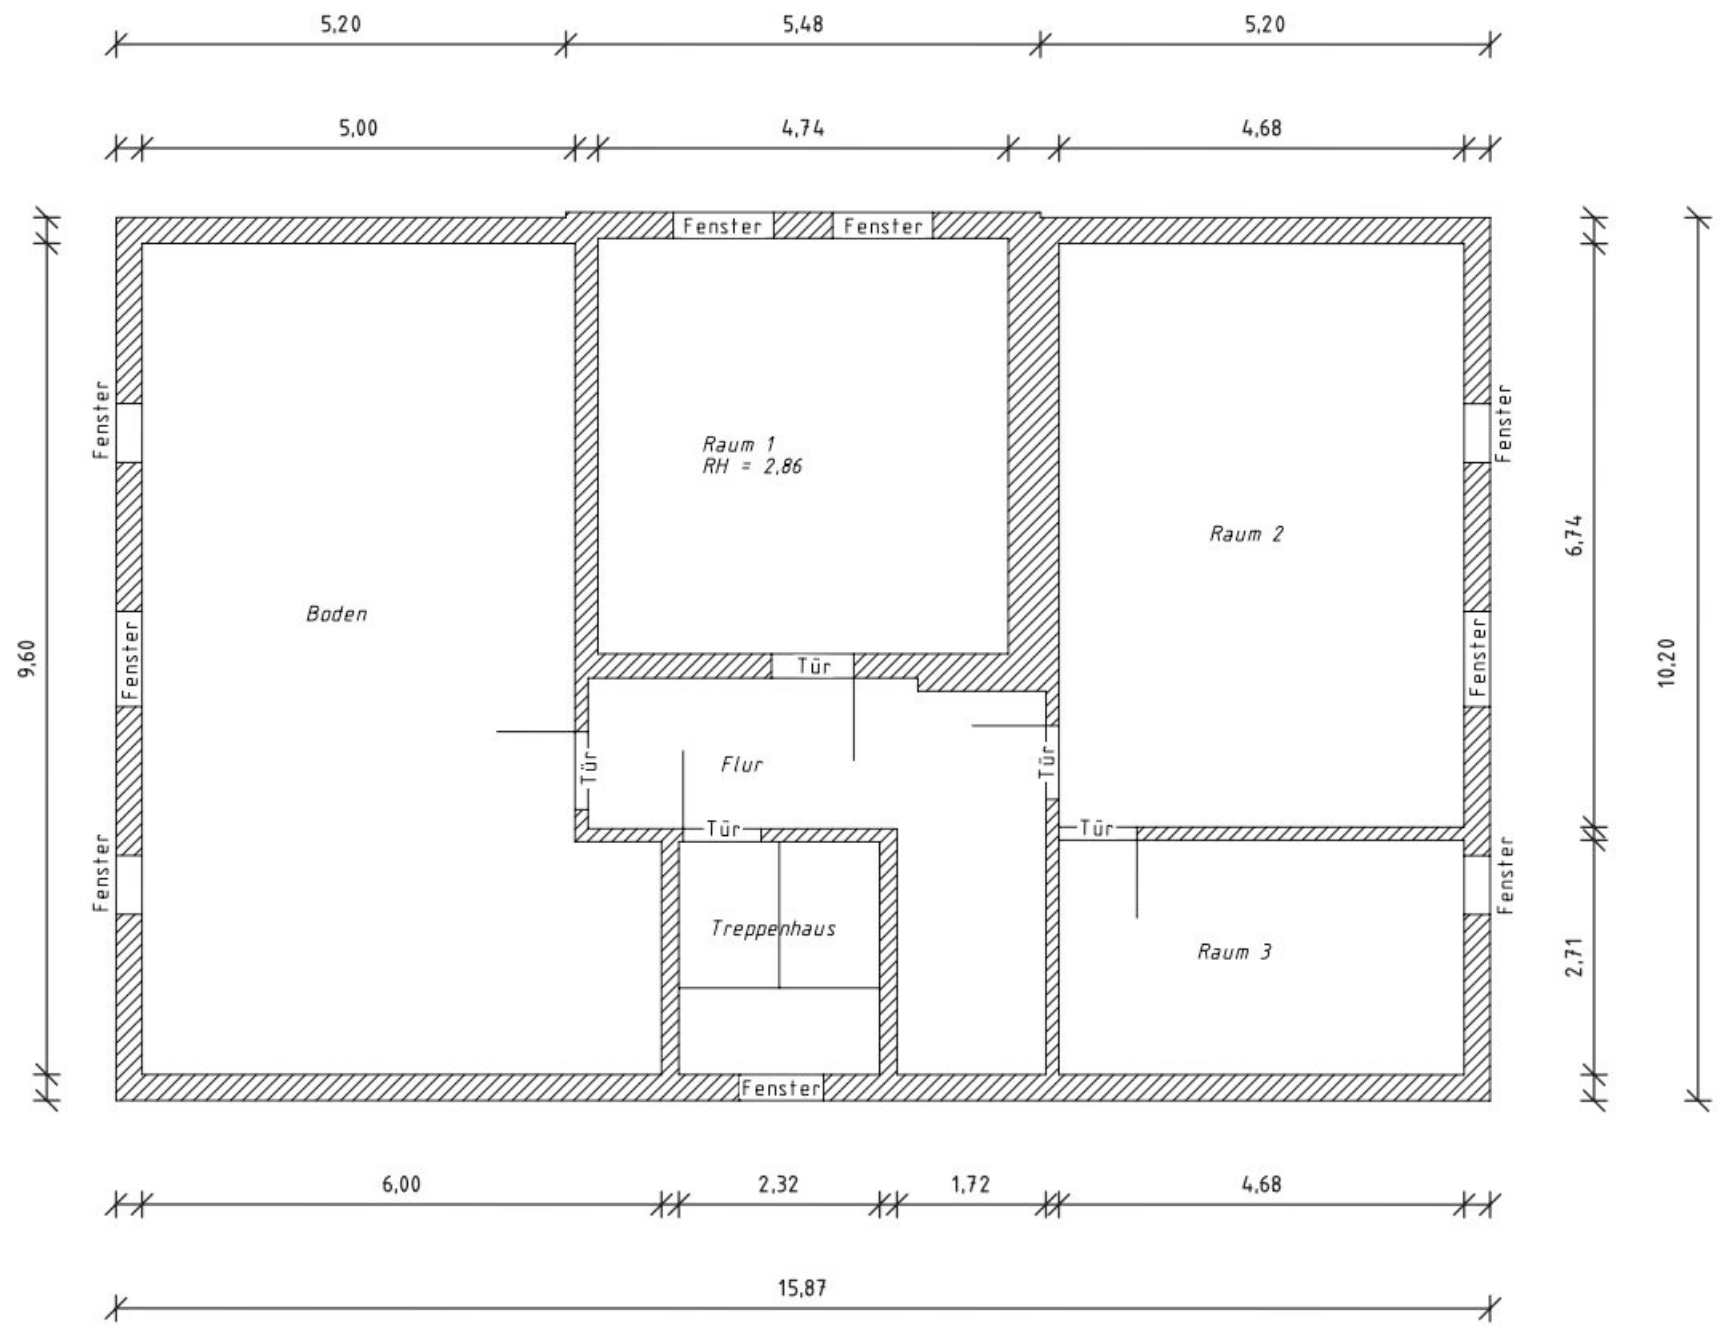 5,20
5,48
5,20
5,00
4,74
4,68
Fenster
Fenster
Fenster
Fenster
Raum 1
RH = 2,86
Raum 2
6,74
Boden
9,60
Fenster
Fenster
10,20
Tür
Tür
Flur
Tür
Tür
Tür
Fenster
Fenster
Treppenhaus
Raum 3
2,71
Fenster
6,00
2,32
1,72
4,68
15,87